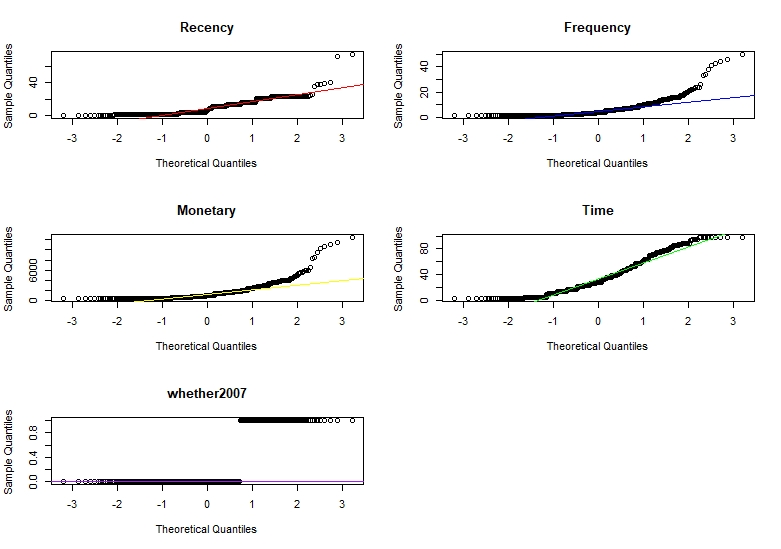 Recency
Sample Quantiles
40
0
-3 -2 -1 0 1 2 3
Theoretical Quantiles
Frequency
Sample Quantiles
40
20
0
-3 -2 -1 0 1 2 3
Theoretical Quantiles
Monetary
Sample Quantiles
6000
0
-3 -2 -1 0 1 2 3
Theoretical Quantiles
Time
Sample Quantiles
80
40
0
-3 -2 -1 0 1 2 3
Theoretical Quantiles
whether2007
Sample Quantiles
0.8
0.4
0.0
-3 -2 -1 0 1 2 3
Theoretical Quantiles